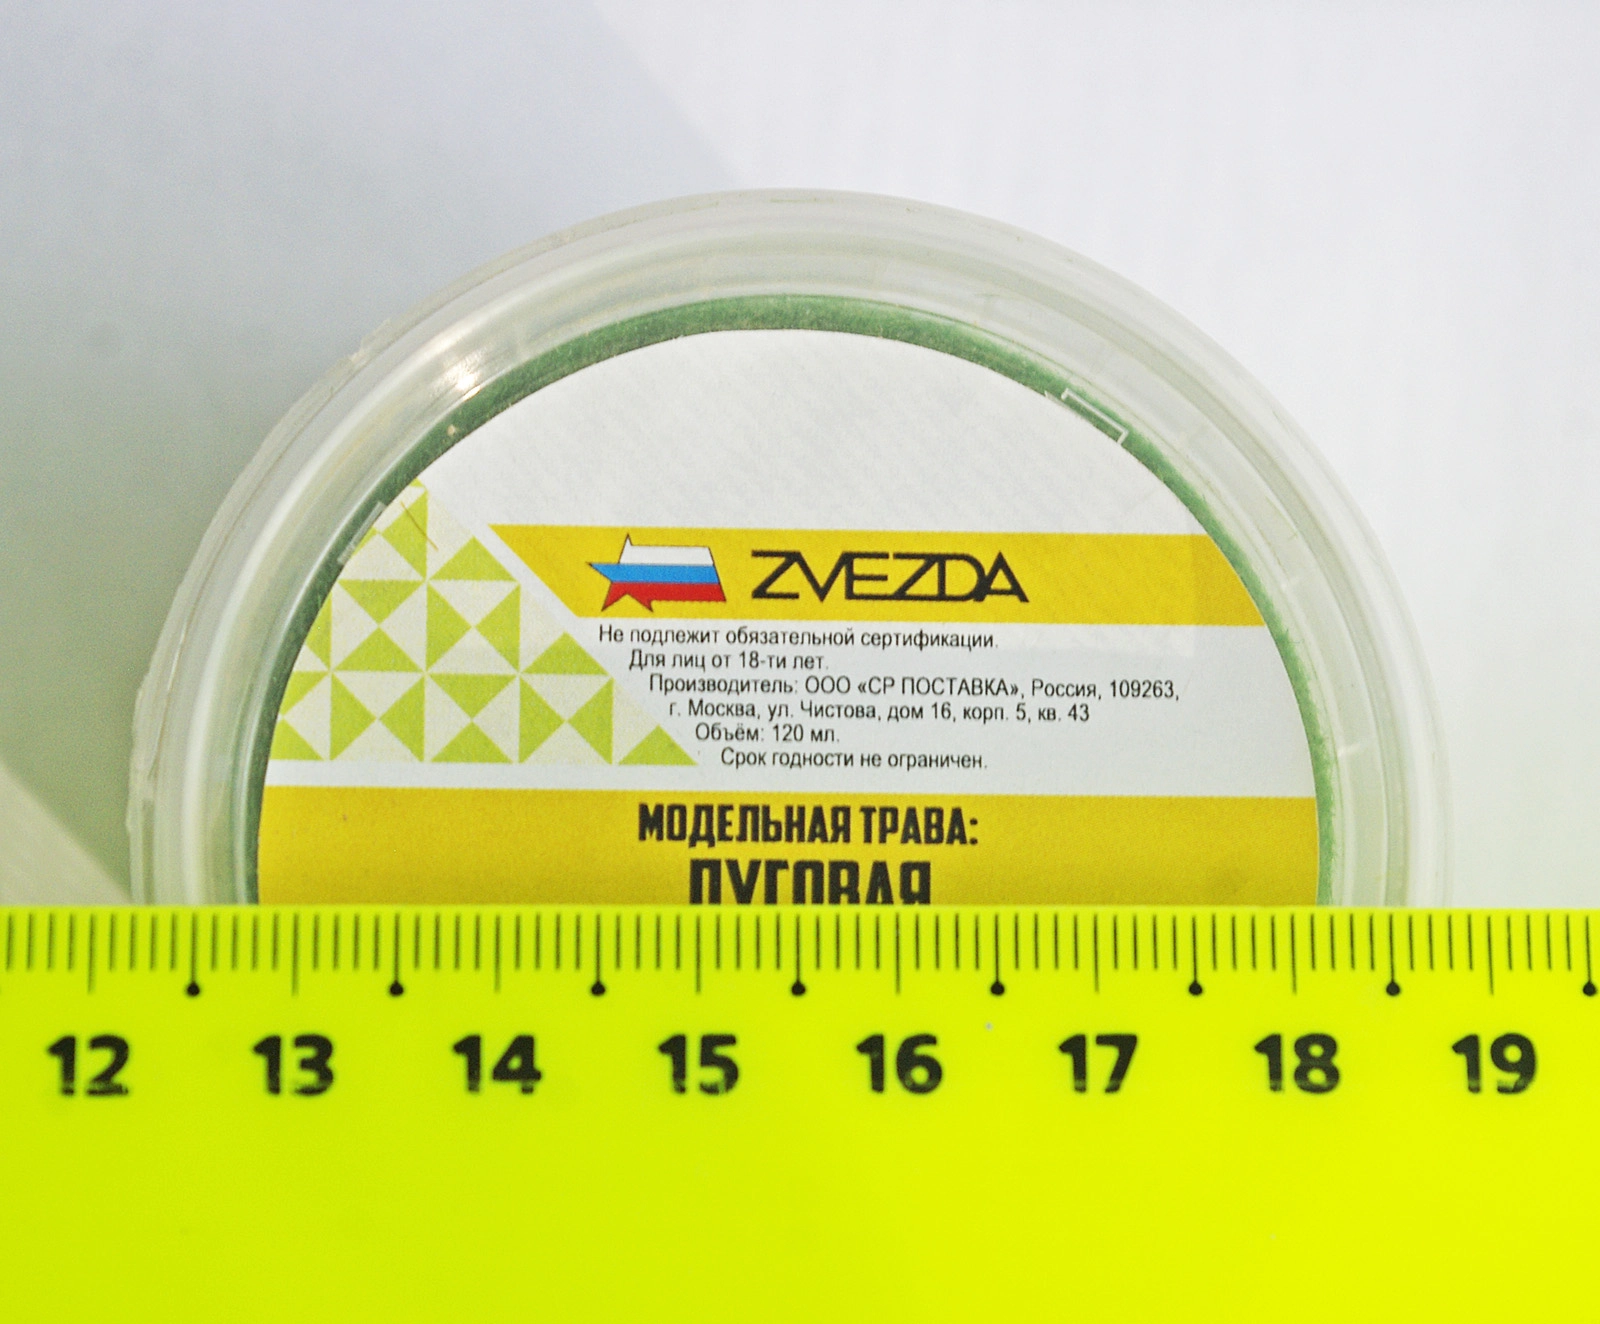 ZVEZDA
Не подлежит обязательной сертификации.
Для лиц от 18-ти лет.
Производитель: ООО «СР ПОСТАВКА», Россия, 109263,
г. Москва, ул. Чистова, дом 16, корп. 5, кв. 43
Объём: 120 мл.
Срок годности не ограничен.
МОДЕЛЬНАЯ ТРАВА:
ЛУГОВАЯ
12 13 14 15 16 17 18 19